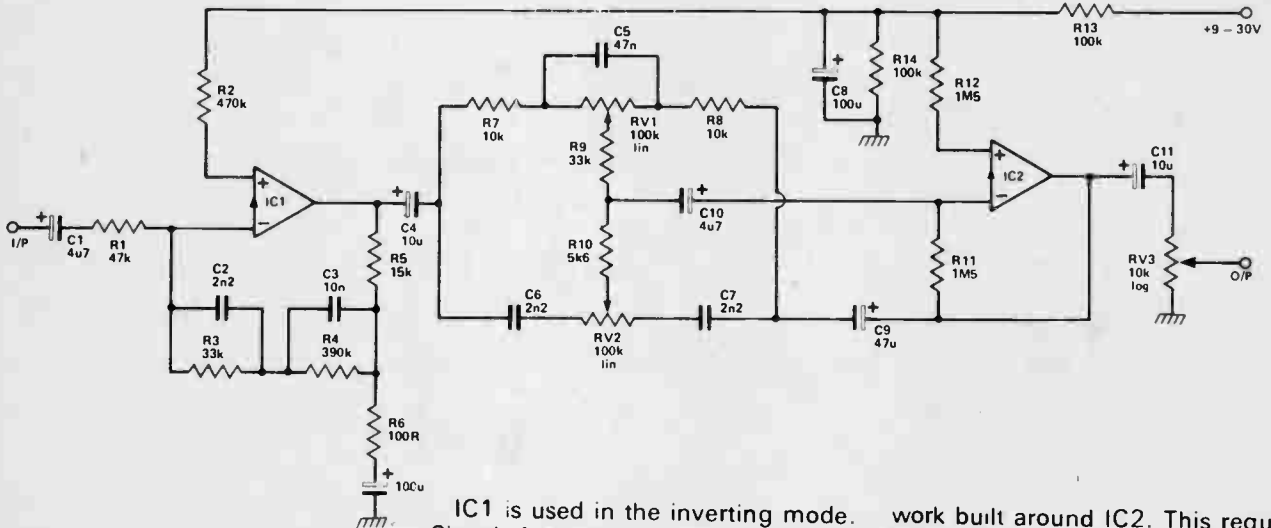 C5
47n
R13
100k
+9 – 30V
R2
470k
C8
100u
R14
100k
R12
1M5
R7
10k
RV1
100k
lin
R8
10k
R9
33k
IC1
+
−
IC2
+
−
C11
10u
+
I/P
C1
4u7
+
R1
47k
C4
10u
+
R5
15k
C10
4u7
+
R10
5k6
R11
1M5
RV3
10k
log
O/P
C2
2n2
C3
10n
C6
2n2
C7
2n2
R3
33k
R4
390k
RV2
100k
lin
C9
47u
+
R6
100R
+
100u
IC1 is used in the inverting mode.
work built around IC2. This